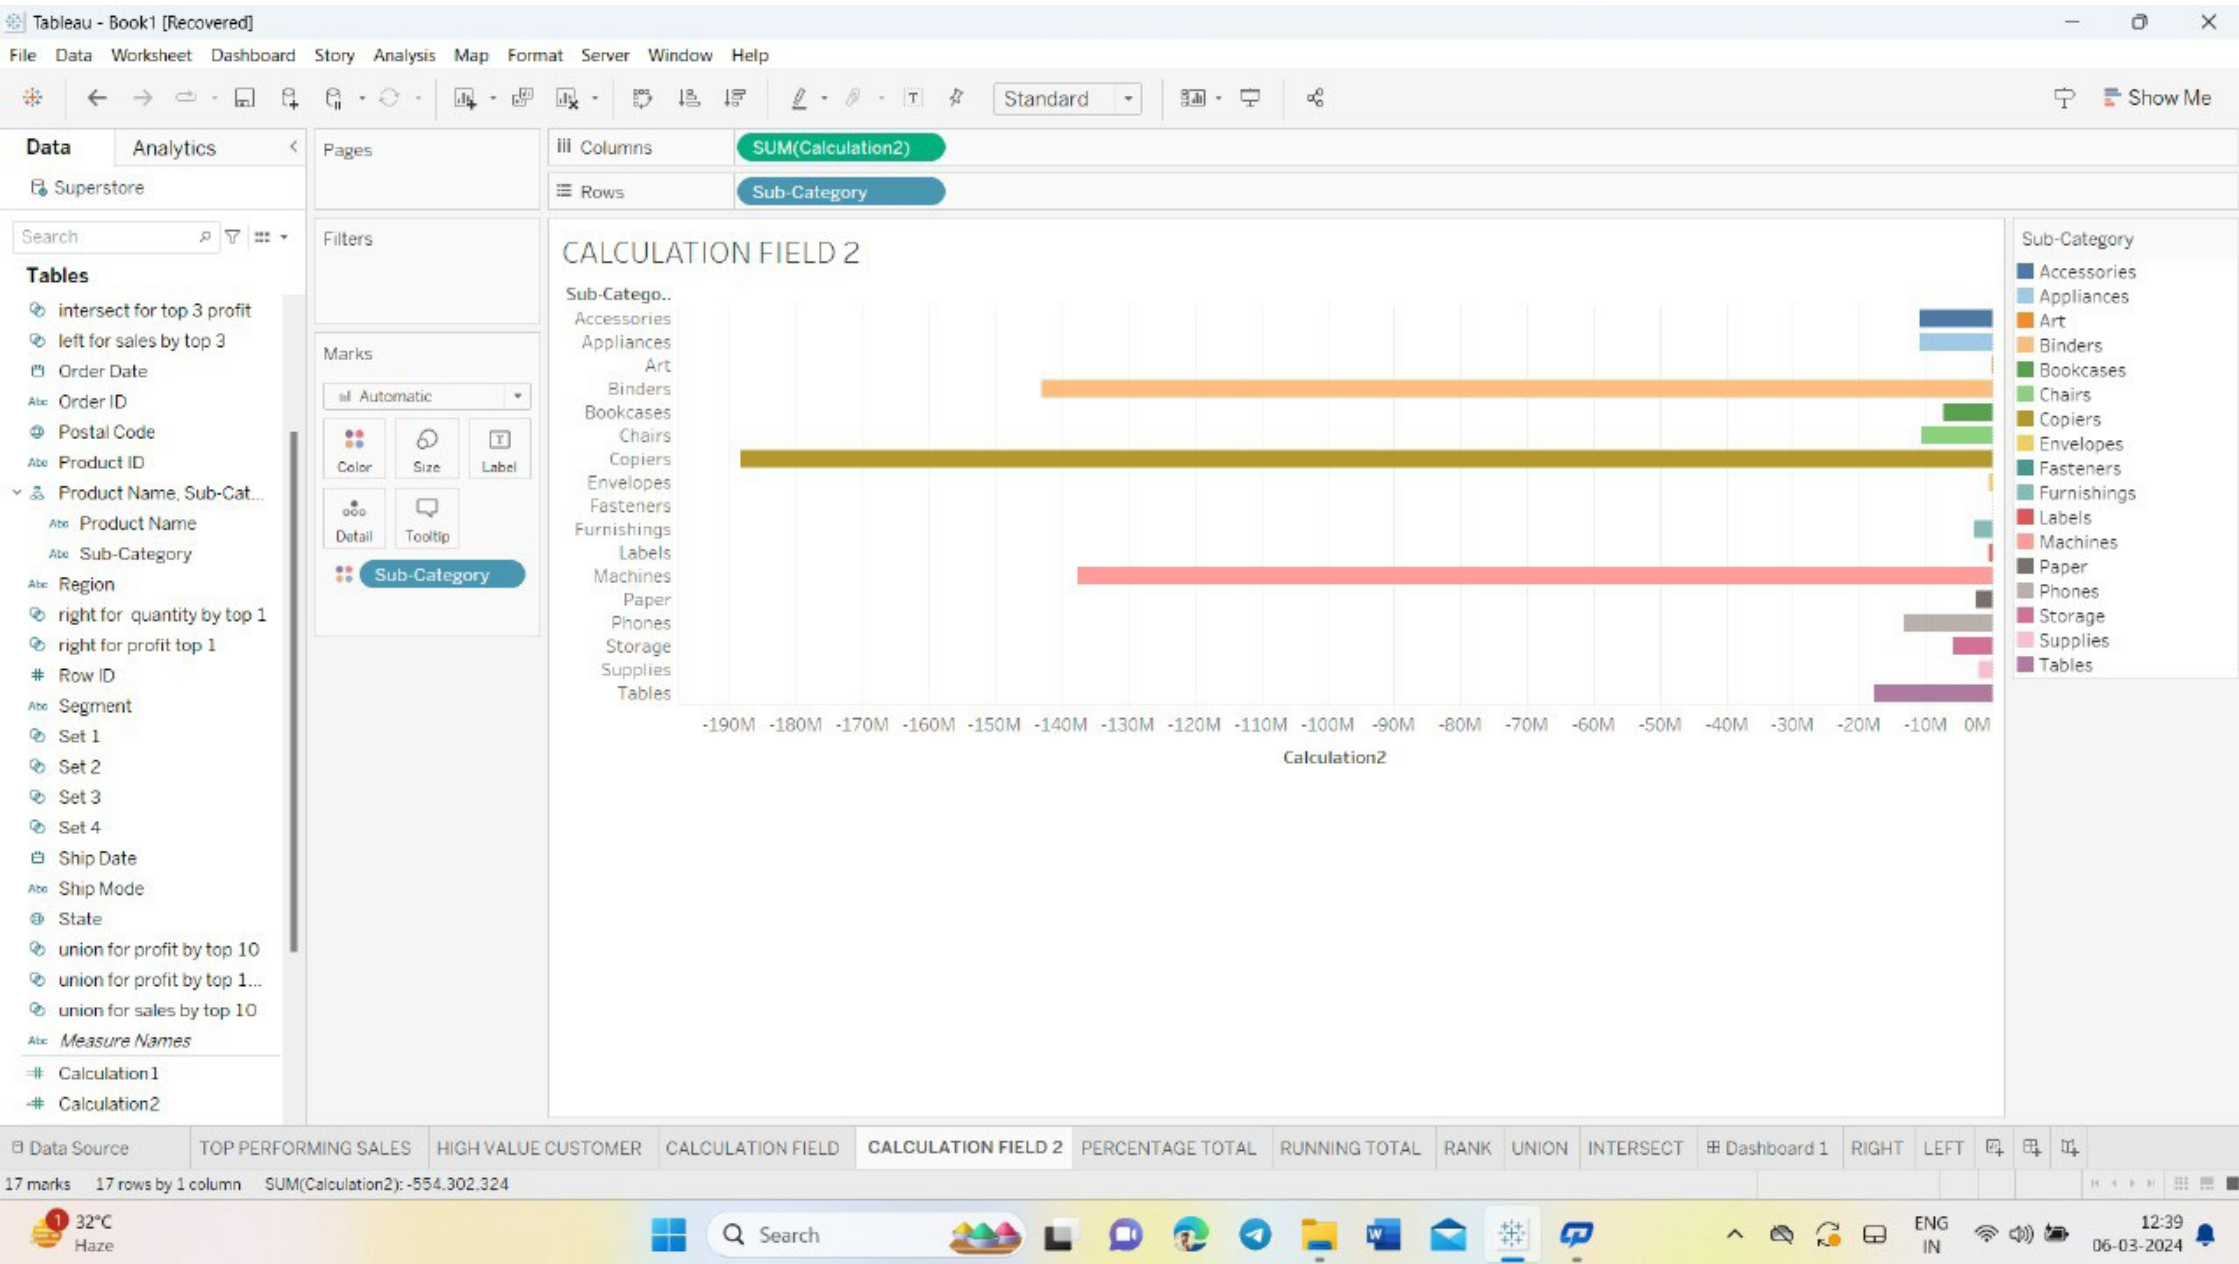 Tableau - Book1 [Recovered]
File Data Worksheet Dashboard Story Analysis Map Format Server Window Help
Standard
Show Me
Data Analytics
Superstore
Search
Tables
intersect for top 3 profit
left for sales by top 3
Order Date
Abc Order ID
Postal Code
Abc Product ID
Product Name, Sub-Cat...
Abc Product Name
Abc Sub-Category
Abc Region
right for quantity by top 1
right for profit top 1
# Row ID
Abc Segment
Set 1
Set 2
Set 3
Set 4
Ship Date
Abc Ship Mode
State
union for profit by top 10
union for profit by top 1...
union for sales by top 10
Abc Measure Names
=# Calculation1
=# Calculation2
Pages
Filters
Marks
Automatic
Color Size Label
Detail Tooltip
Sub-Category
iii Columns SUM(Calculation2)
Rows Sub-Category
CALCULATION FIELD 2
Sub-Catego..
Accessories
Appliances
Art
Binders
Bookcases
Chairs
Copiers
Envelopes
Fasteners
Furnishings
Labels
Machines
Paper
Phones
Storage
Supplies
Tables
-190M -180M -170M -160M -150M -140M -130M -120M -110M -100M -90M -80M -70M -60M -50M -40M -30M -20M -10M 0M
Calculation2
Sub-Category
Accessories
Appliances
Art
Binders
Bookcases
Chairs
Copiers
Envelopes
Fasteners
Furnishings
Labels
Machines
Paper
Phones
Storage
Supplies
Tables
Data Source TOP PERFORMING SALES HIGH VALUE CUSTOMER CALCULATION FIELD CALCULATION FIELD 2 PERCENTAGE TOTAL RUNNING TOTAL RANK UNION INTERSECT Dashboard 1 RIGHT LEFT
17 marks 17 rows by 1 column SUM(Calculation2): -554,302,324
1
32°C
Haze
Search
W
ENG
IN
12:39
06-03-2024